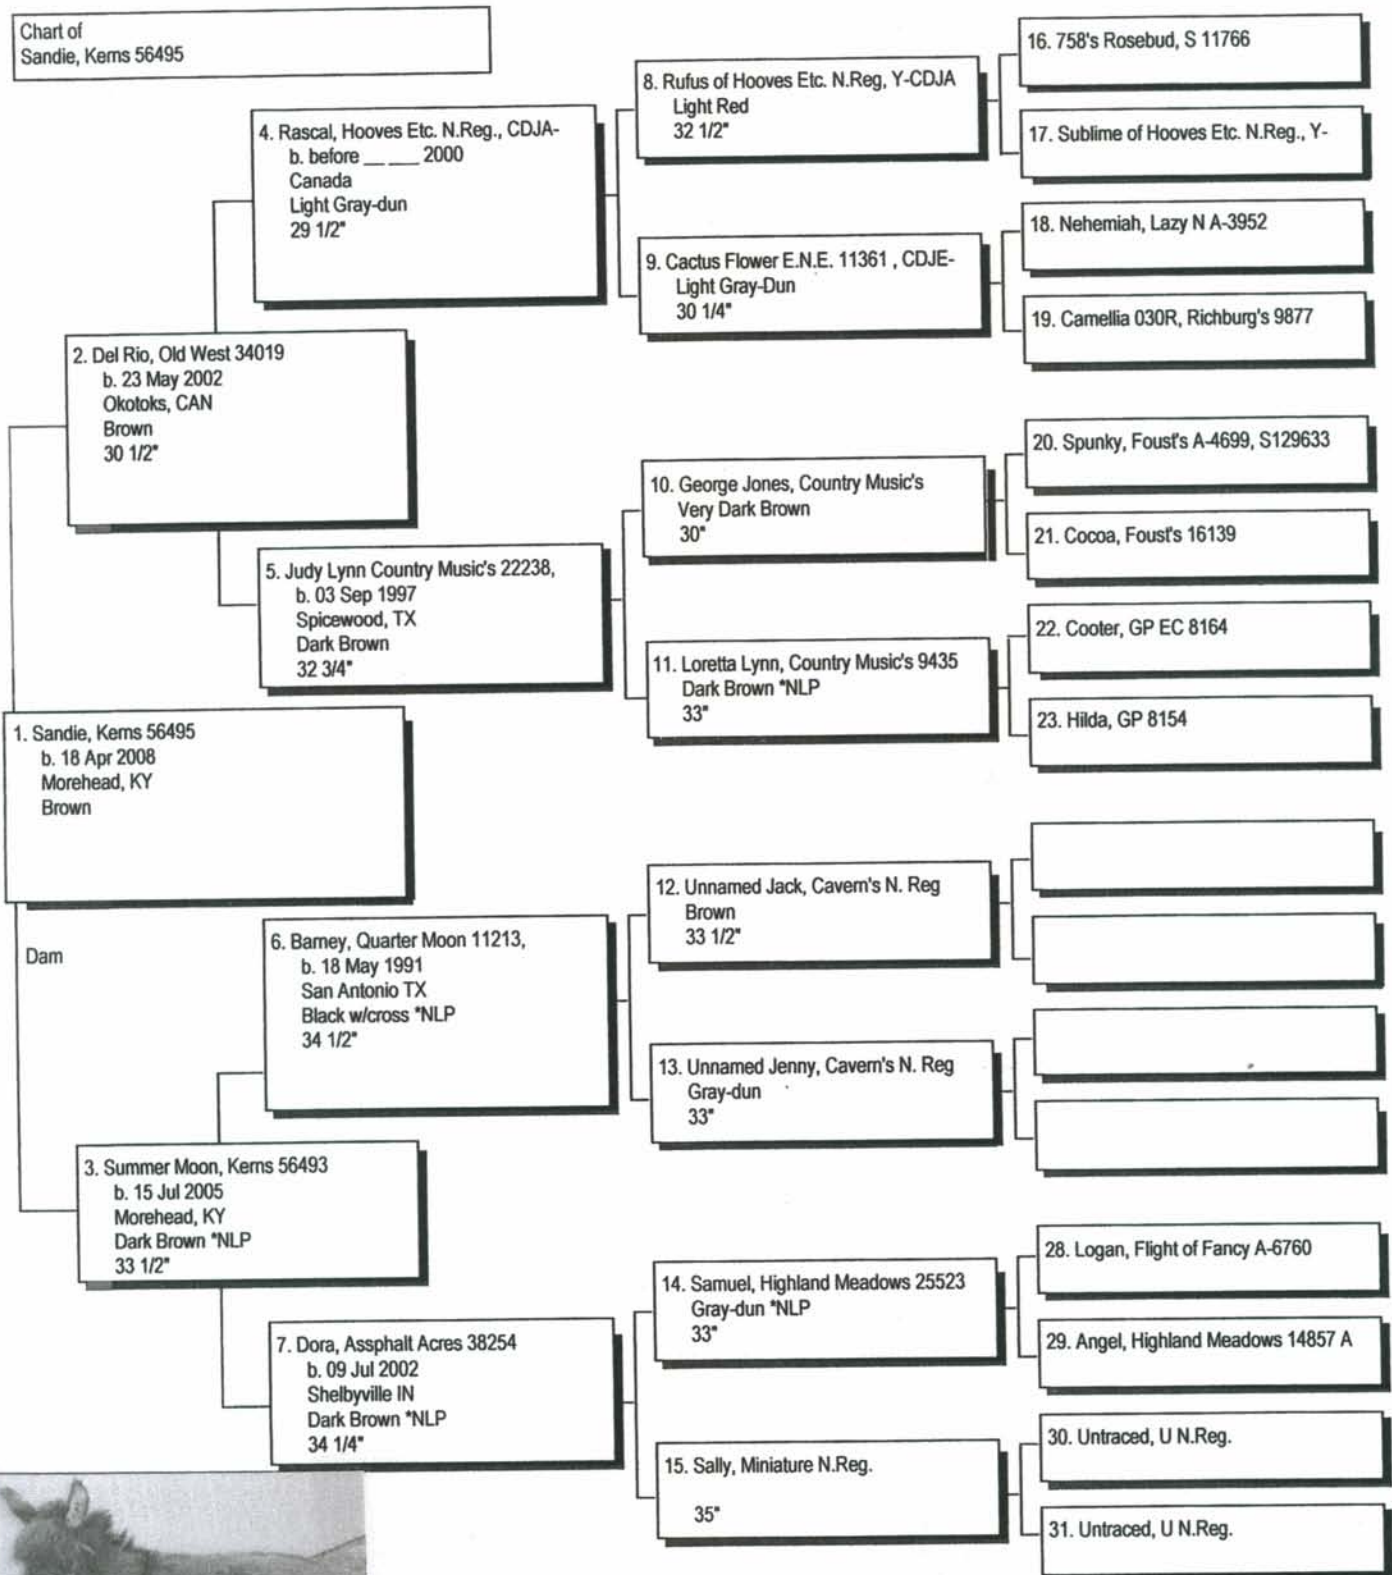 Chart of
Sandie, Kerns 56495
4. Rascal, Hooves Etc. N.Reg., CDJA-
b. before __ ___ 2000
Canada
Light Gray-dun
29 1/2"
8. Rufus of Hooves Etc. N.Reg, Y-CDJA
Light Red
32 1/2"
16. 758's Rosebud, S 11766
17. Sublime of Hooves Etc. N.Reg., Y-
9. Cactus Flower E.N.E. 11361 , CDJE-
Light Gray-Dun
30 1/4"
18. Nehemiah, Lazy N A-3952
19. Camellia 030R, Richburg's 9877
2. Del Rio, Old West 34019
b. 23 May 2002
Okotoks, CAN
Brown
30 1/2"
10. George Jones, Country Music's
Very Dark Brown
30"
20. Spunky, Foust's A-4699, S129633
21. Cocoa, Foust's 16139
5. Judy Lynn Country Music's 22238,
b. 03 Sep 1997
Spicewood, TX
Dark Brown
32 3/4"
11. Loretta Lynn, Country Music's 9435
Dark Brown *NLP
33"
22. Cooter, GP EC 8164
23. Hilda, GP 8154
1. Sandie, Kerns 56495
b. 18 Apr 2008
Morehead, KY
Brown
Dam
6. Barney, Quarter Moon 11213,
b. 18 May 1991
San Antonio TX
Black w/cross *NLP
34 1/2"
12. Unnamed Jack, Cavern's N. Reg
Brown
33 1/2"
13. Unnamed Jenny, Cavern's N. Reg
Gray-dun
33"
3. Summer Moon, Kerns 56493
b. 15 Jul 2005
Morehead, KY
Dark Brown *NLP
33 1/2"
14. Samuel, Highland Meadows 25523
Gray-dun *NLP
33"
28. Logan, Flight of Fancy A-6760
29. Angel, Highland Meadows 14857 A
7. Dora, Assphalt Acres 38254
b. 09 Jul 2002
Shelbyville IN
Dark Brown *NLP
34 1/4"
15. Sally, Miniature N.Reg.
35"
30. Untraced, U N.Reg.
31. Untraced, U N.Reg.